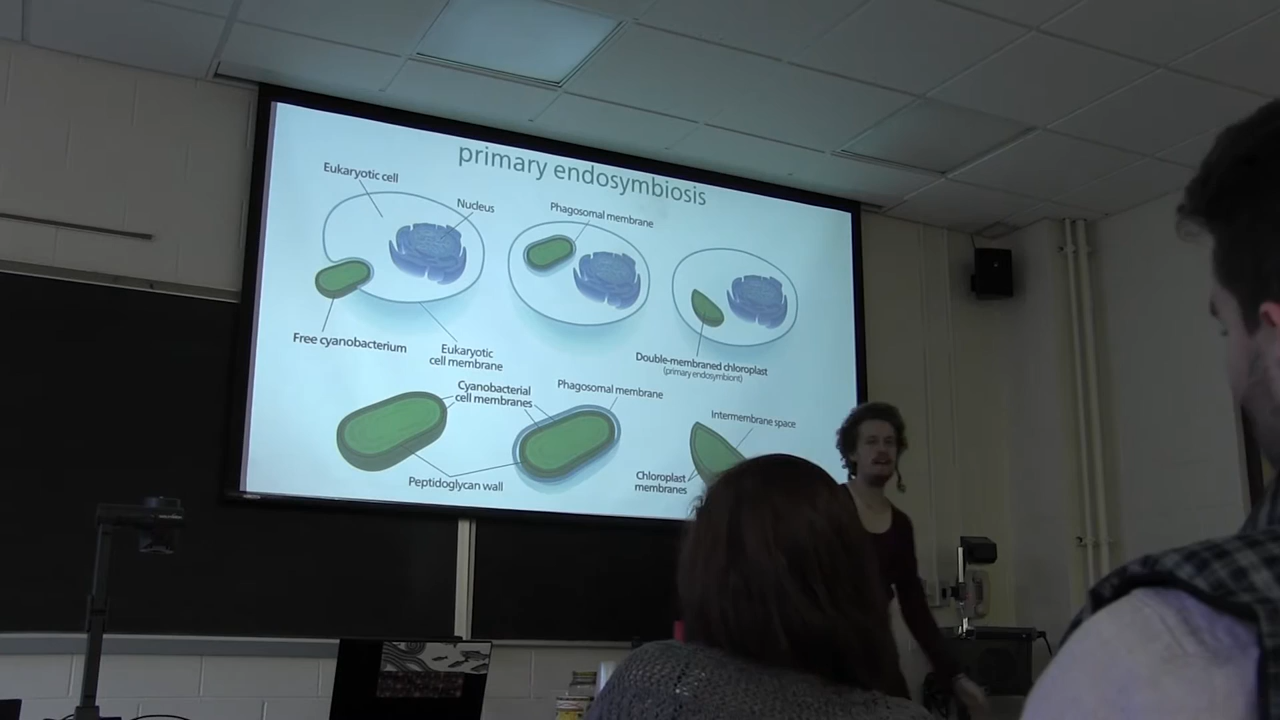 primary endosymbiosis
Eukaryotic cell
Nucleus
Phagosomal membrane
Free cyanobacterium
Eukaryotic
cell membrane
Double-membraned chloroplast
(primary endosymbiont)
Cyanobacterial
cell membranes
Phagosomal membrane
Intermembrane space
Peptidoglycan wall
Chloroplast
membranes